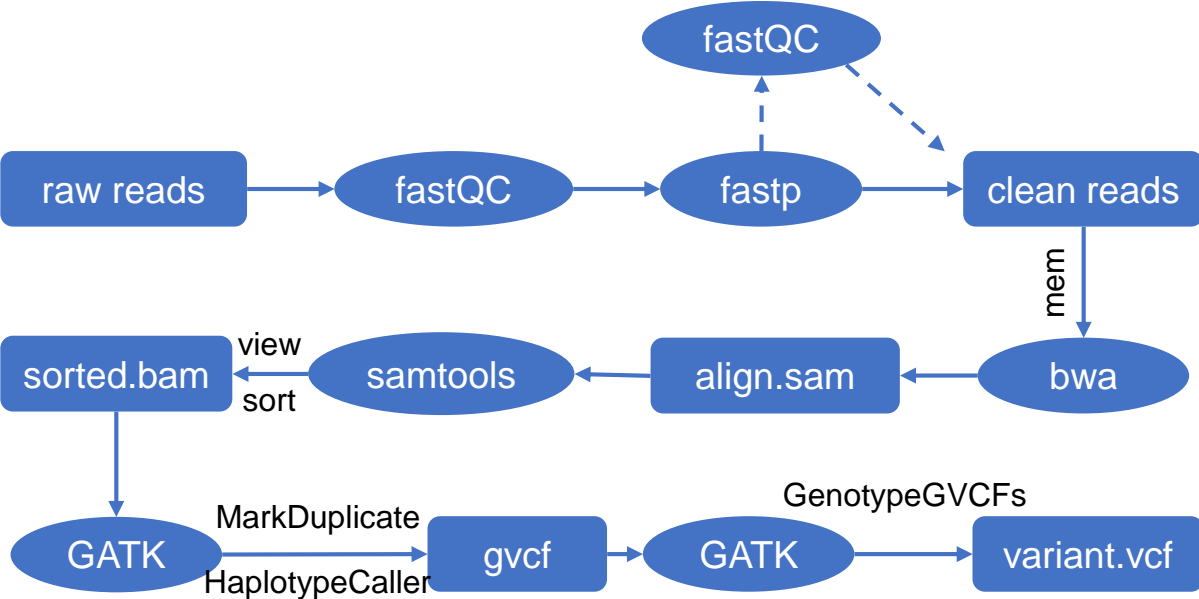 fastQC
raw reads
fastQC
fastp
clean reads
mem
sorted.bam
view
sort
samtools
align.sam
bwa
GATK
MarkDuplicate
HaplotypeCaller
gvcf
GATK
GenotypeGVCFs
variant.vcf